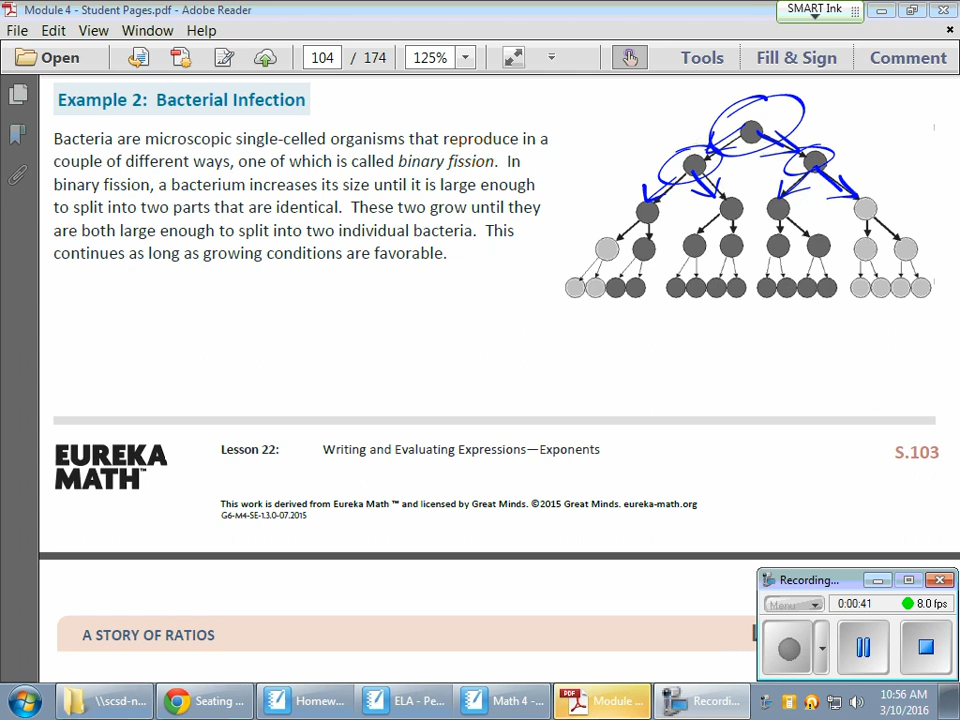 Module 4 - Student Pages.pdf - Adobe Reader
SMART Ink
File Edit View Window Help
Open 104 / 174 125% Tools Fill & Sign Comment
Example 2: Bacterial Infection
Bacteria are microscopic single-celled organisms that reproduce in a
couple of different ways, one of which is called binary fission. In
binary fission, a bacterium increases its size until it is large enough
to split into two parts that are identical. These two grow until they
are both large enough to split into two individual bacteria. This
continues as long as growing conditions are favorable.
EUREKA
MATH™
Lesson 22: Writing and Evaluating Expressions—Exponents
S.103
This work is derived from Eureka Math ™ and licensed by Great Minds. ©2015 Great Minds. eureka-math.org
G6-M4-SE-1.3.0-07.2015
A STORY OF RATIOS
Recording...
Menu 0:00:41 8.0 fps
\\scsd-n... Seating ... Homew... ELA - Pe... Math 4 -... Module ... Recordi...
10:56 AM
3/10/2016